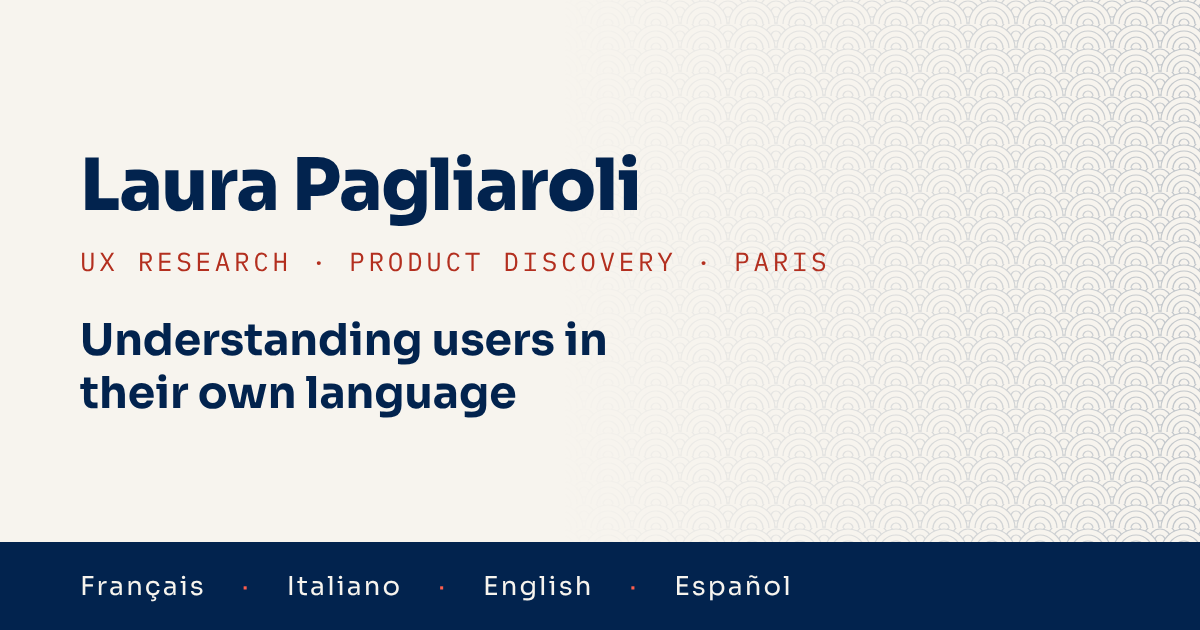 Laura Pagliaroli
UX RESEARCH · PRODUCT DISCOVERY · PARIS
Understanding users in
their own language
Français · Italiano · English · Español